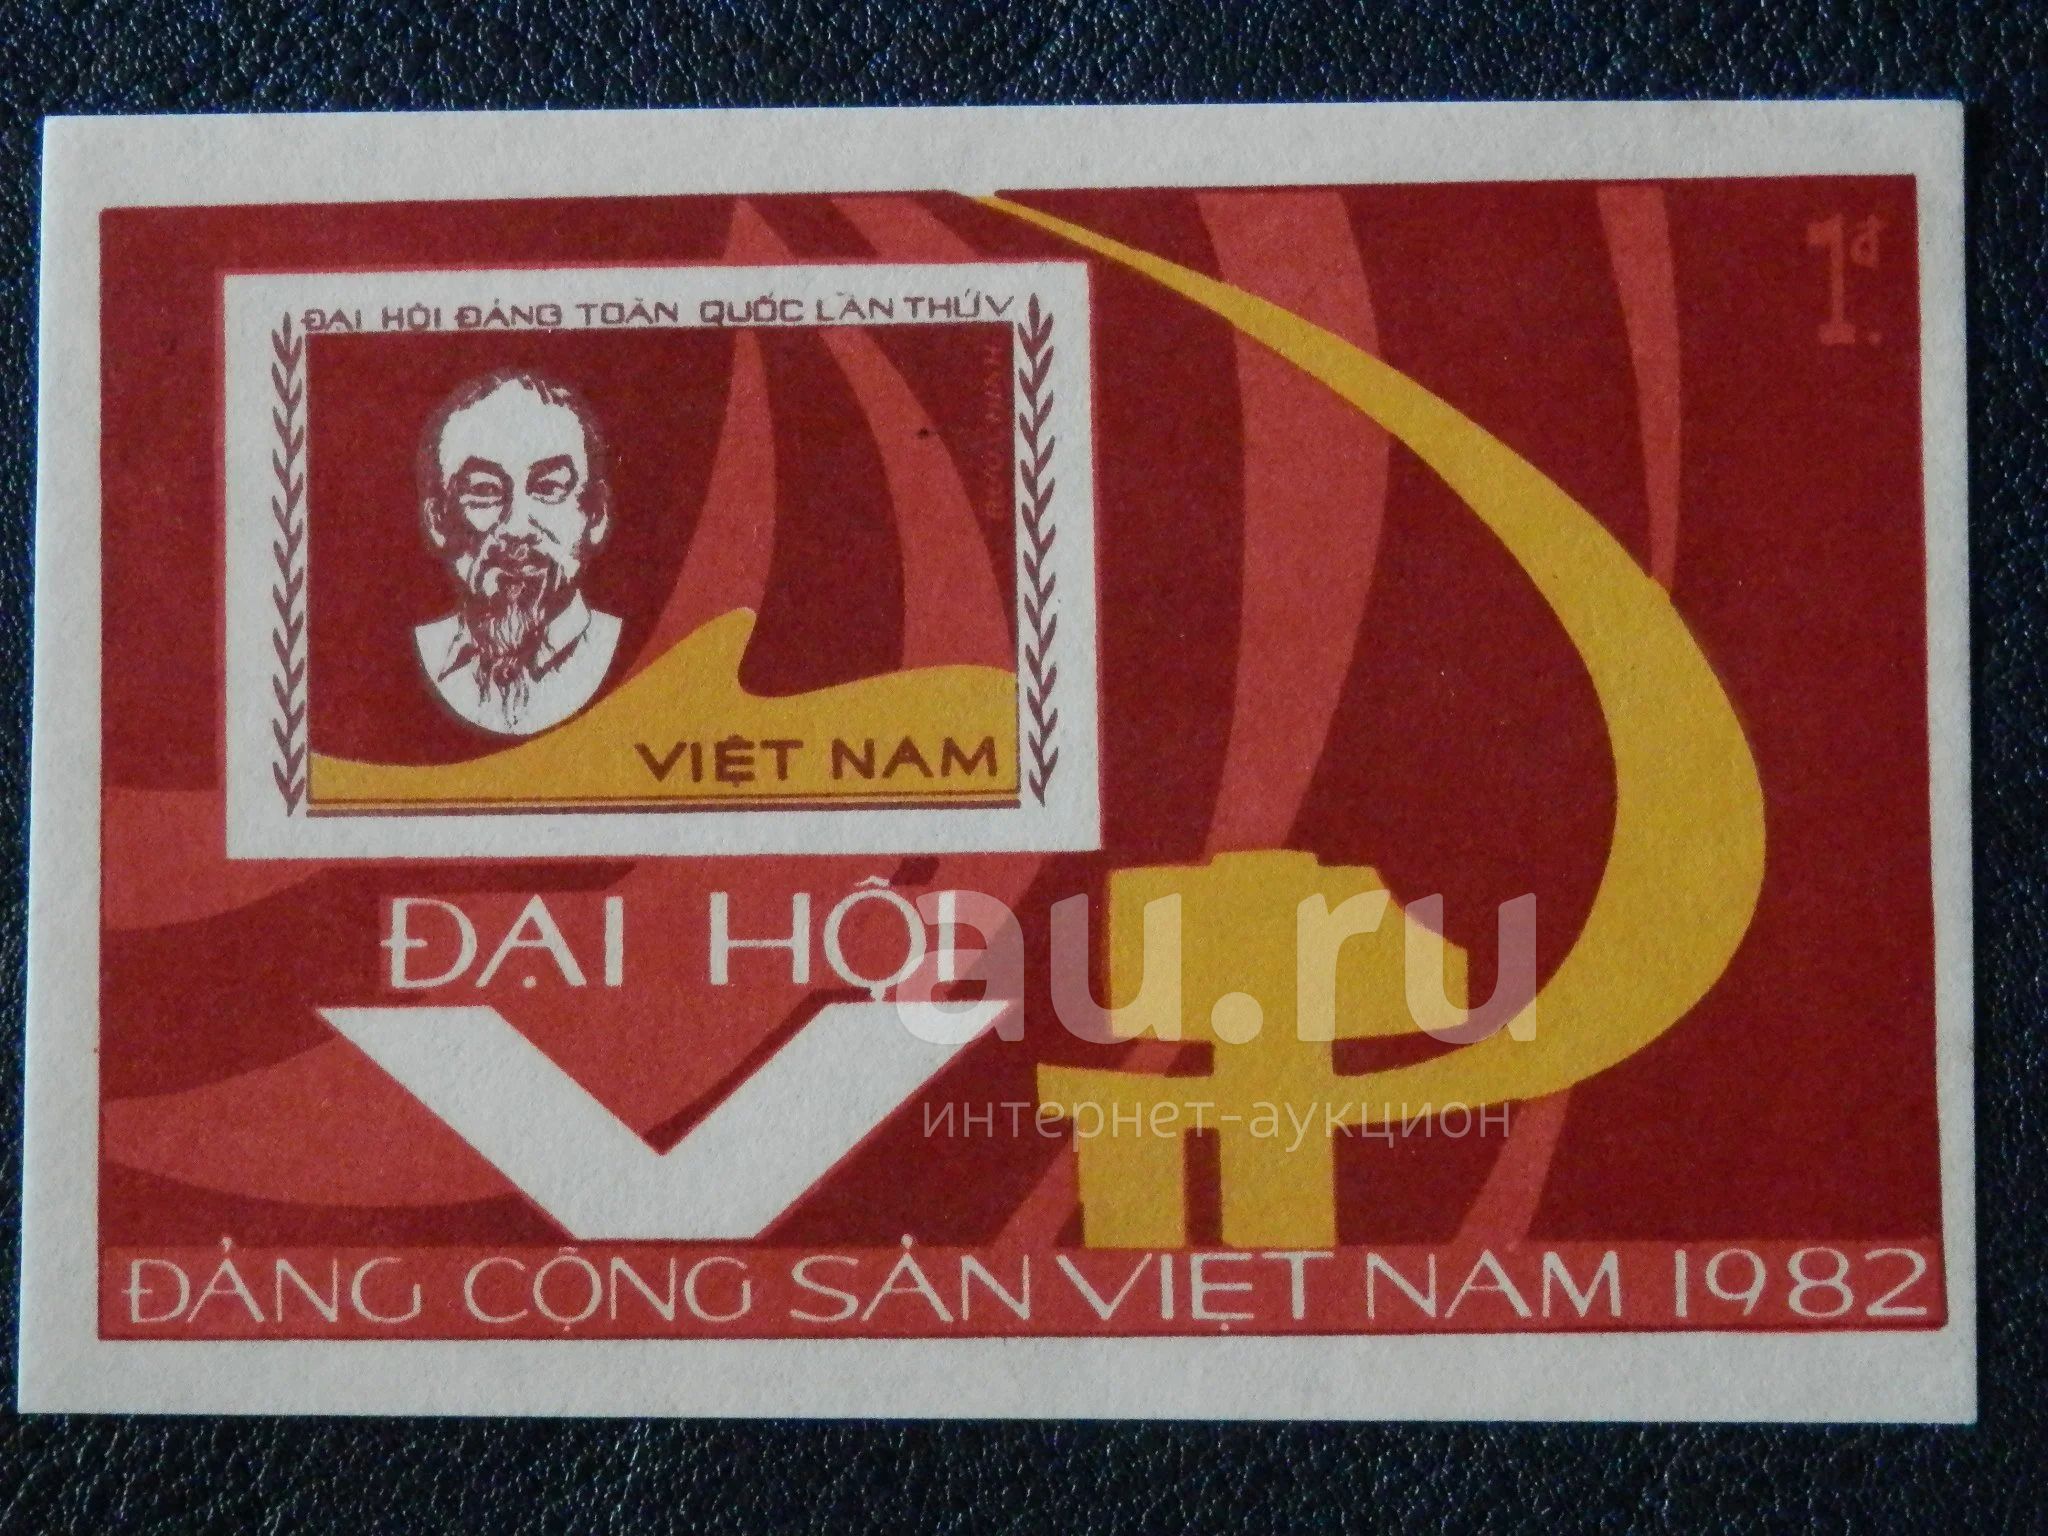 1đ.
ĐẠI HỘI ĐẢNG TOÀN QUỐC LẦN THỨ V
VIỆT NAM
ĐẠI HỘI
V
ĐẢNG CỘNG SẢN VIỆT NAM 1982
au.ru
интернет-аукцион